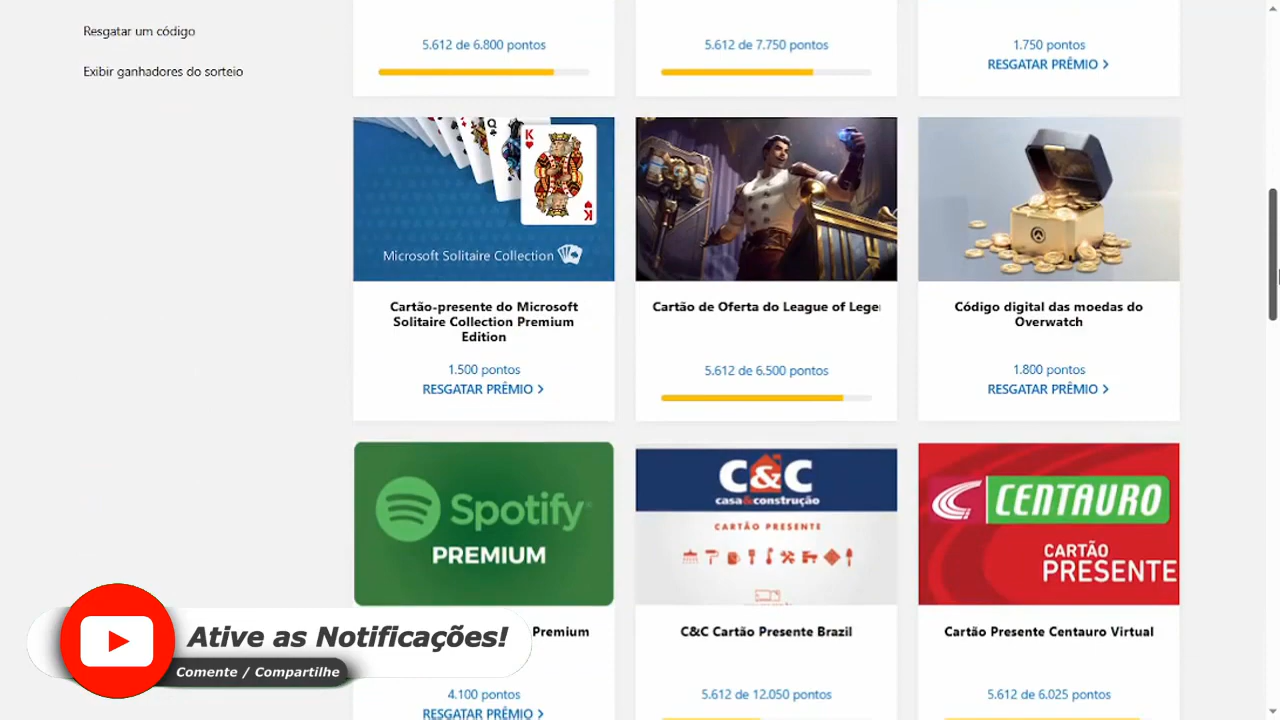 Resgatar um código
Exibir ganhadores do sorteio
5.612 de 6.800 pontos
5.612 de 7.750 pontos
1.750 pontos
RESGATAR PRÊMIO >
K
Q
Microsoft Solitaire Collection
K
Cartão-presente do Microsoft
Solitaire Collection Premium
Edition
1.500 pontos
RESGATAR PRÊMIO >
Cartão de Oferta do League of Lege
5.612 de 6.500 pontos
Código digital das moedas do
Overwatch
1.800 pontos
RESGATAR PRÊMIO >
Spotify
PREMIUM
Premium
4.100 pontos
RESGATAR PRÊMIO >
C&C
casa&construção
CARTÃO PRESENTE
C&C Cartão Presente Brazil
5.612 de 12.050 pontos
CENTAURO
CARTÃO
PRESENTE
Cartão Presente Centauro Virtual
5.612 de 6.025 pontos
Ative as Notificações!
Comente / Compartilhe